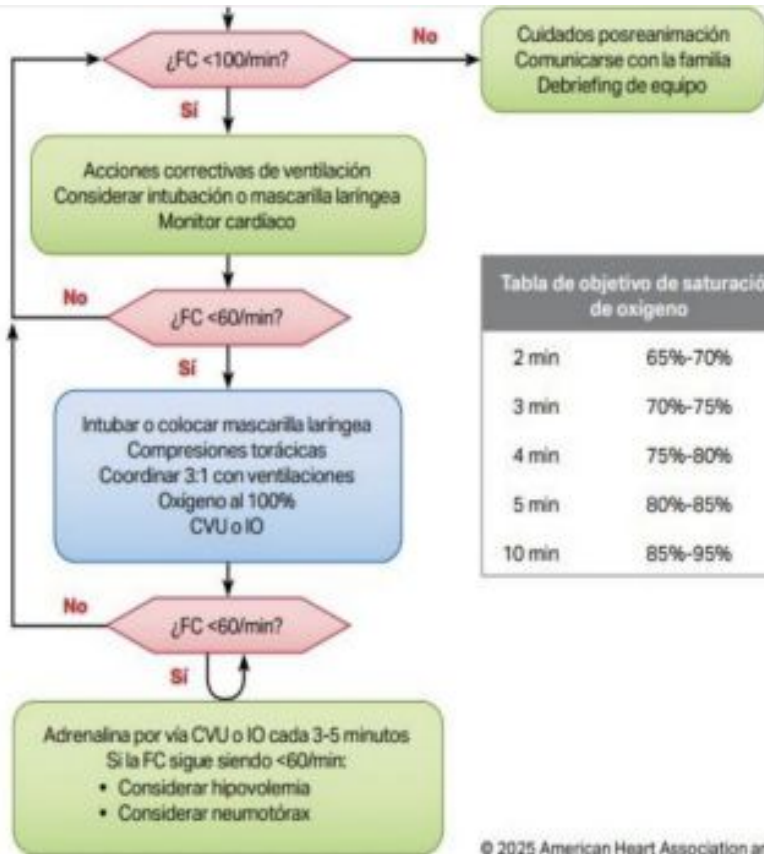 ¿FC <100/min?
No
Cuidados posreanimación
Comunicarse con la familia
Debriefing de equipo
Sí
Acciones correctivas de ventilación
Considerar intubación o mascarilla laríngea
Monitor cardíaco
No
¿FC <60/min?
Sí
Tabla de objetivo de saturació
de oxígeno
2 min 65%-70%
3 min 70%-75%
4 min 75%-80%
5 min 80%-85%
10 min 85%-95%
Intubar o colocar mascarilla laríngea
Compresiones torácicas
Coordinar 3:1 con ventilaciones
Oxígeno al 100%
CVU o IO
No
¿FC <60/min?
Sí
Adrenalina por vía CVU o IO cada 3-5 minutos
Si la FC sigue siendo <60/min:
• Considerar hipovolemia
• Considerar neumotórax
© 2025 American Heart Association an